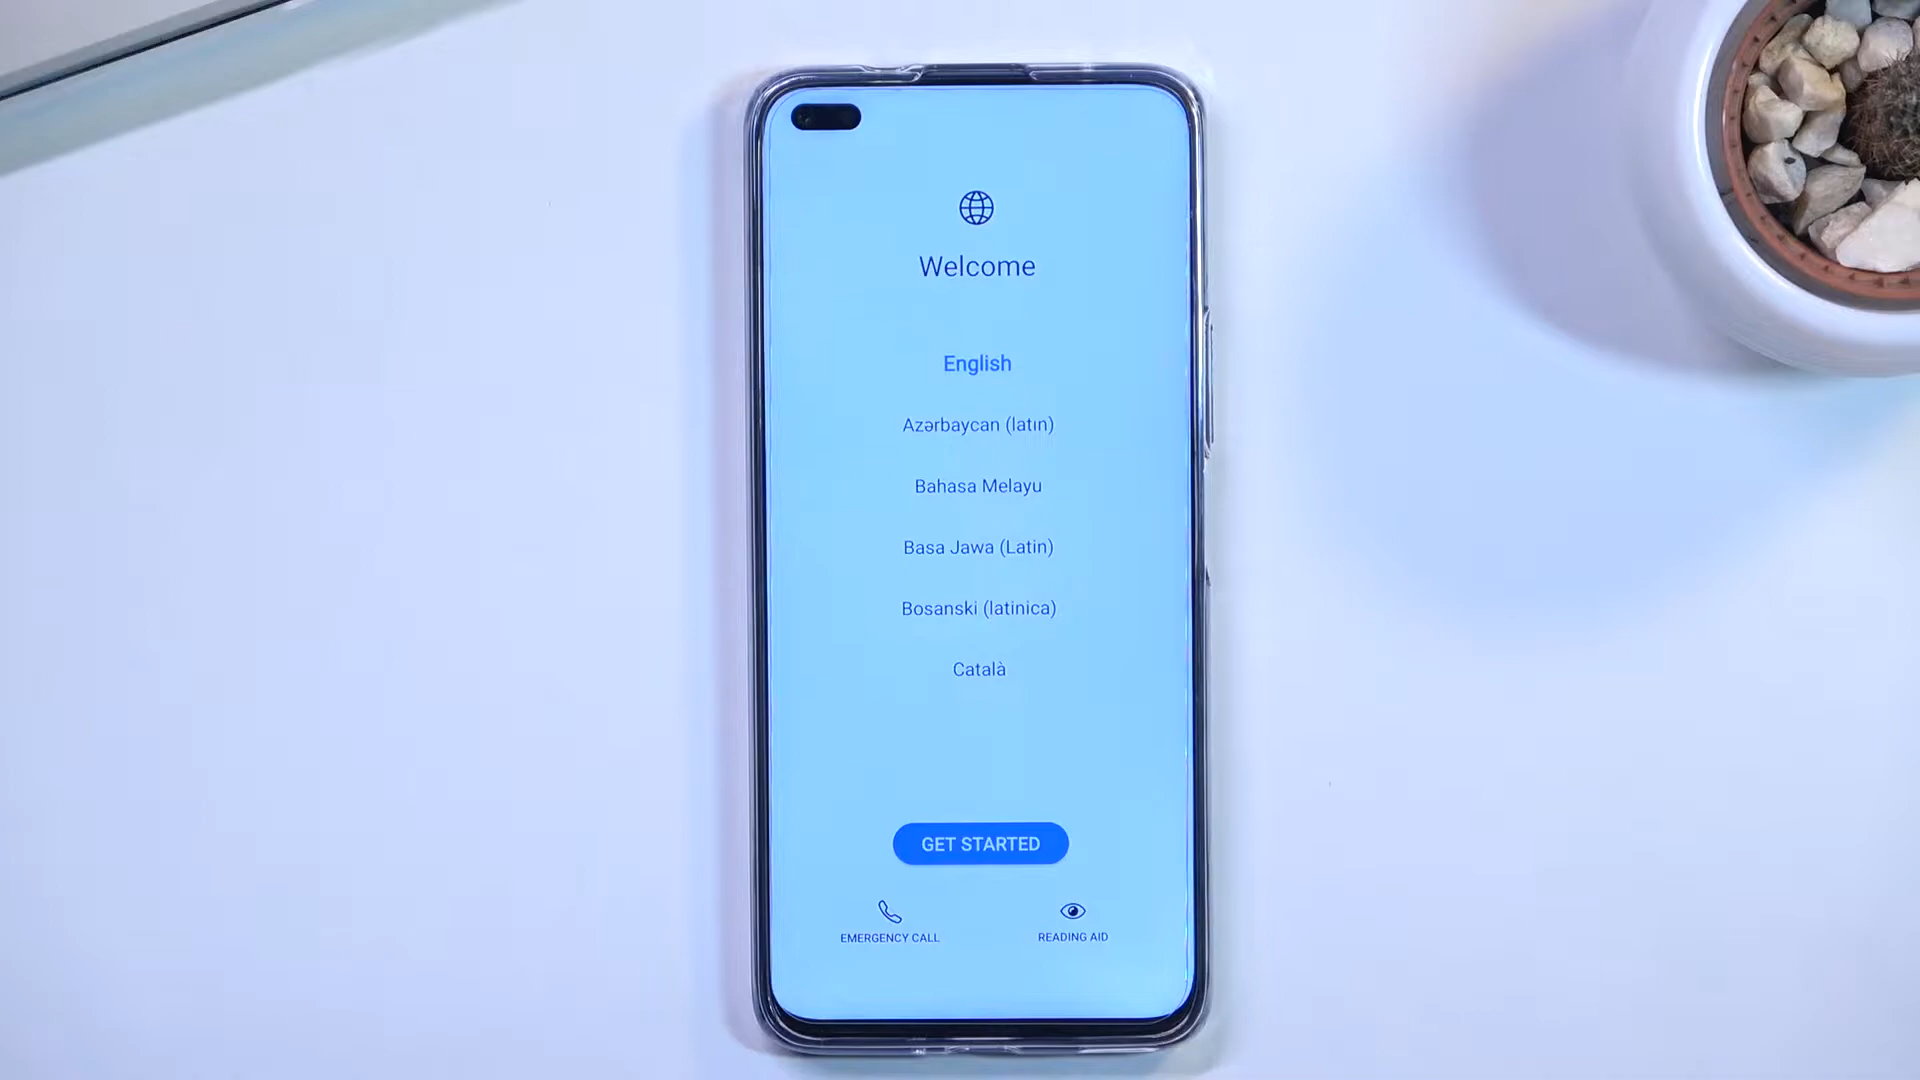 Welcome
English
Azərbaycan (latın)
Bahasa Melayu
Basa Jawa (Latin)
Bosanski (latinica)
Català
GET STARTED
EMERGENCY CALL
READING AID